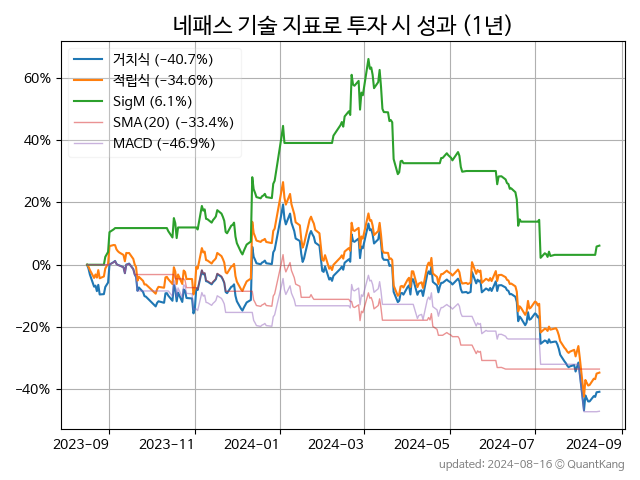 네패스 기술 지표로 투자 시 성과 (1년)
거치식 (−40.7%)
적립식 (−34.6%)
SigM (6.1%)
SMA(20) (−33.4%)
MACD (−46.9%)
60%
40%
20%
0%
−20%
−40%
2023−09 2023−11 2024−01 2024−03 2024−05 2024−07 2024−09
updated: 2024−08−16 © QuantKang